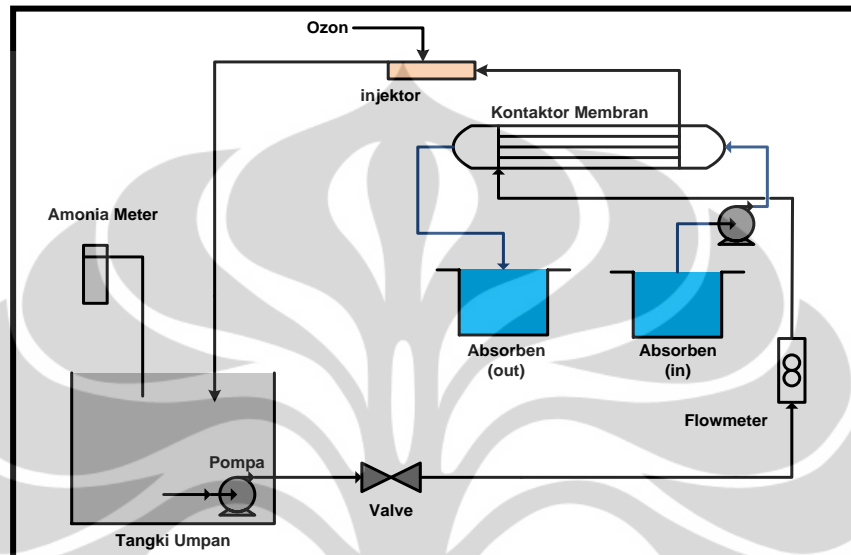 Ozon
injektor
Kontaktor Membran
Amonia Meter
Absorben
(out)
Absorben
(in)
Flowmeter
Pompa
Valve
Tangki Umpan